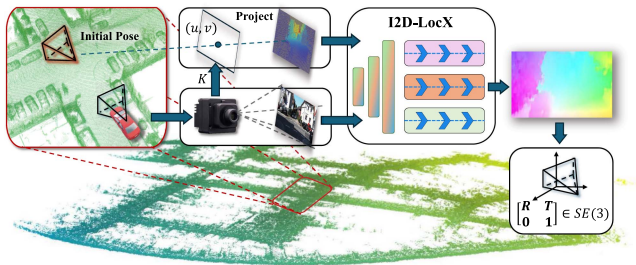 Initial Pose
Project
(u, v)
K
I2D-LocX
[R T
0 1] ∈ SE(3)